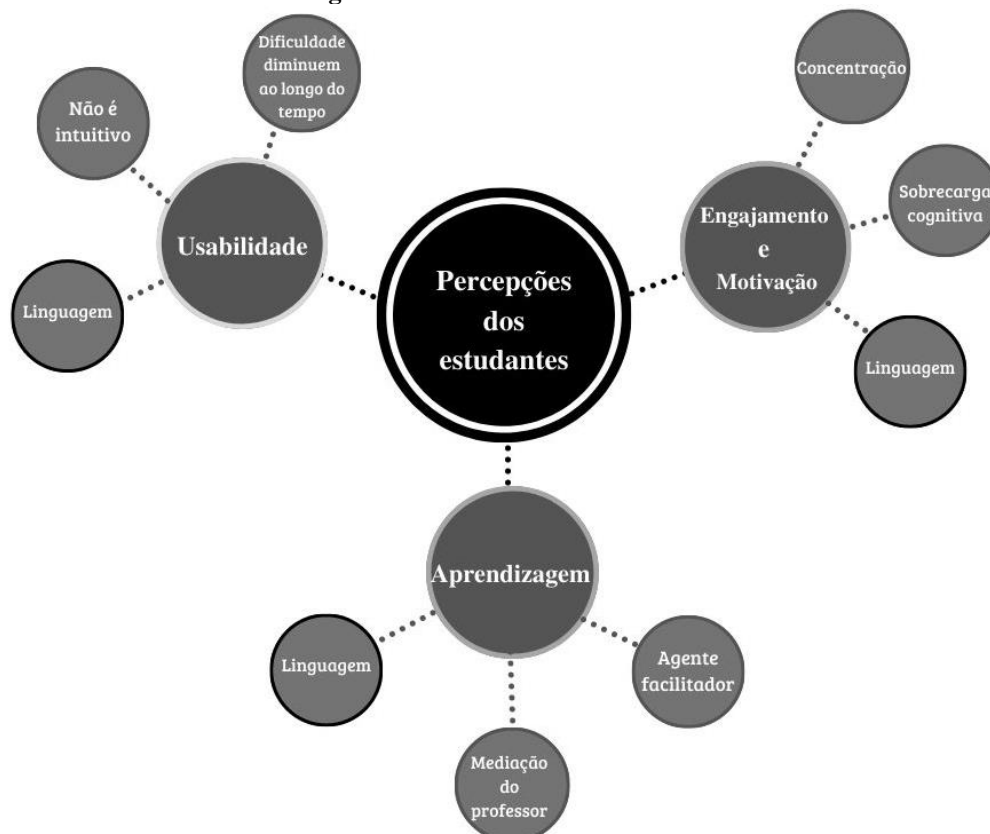 Dificuldade
diminuem
ao longo do
tempo
Não é
intuitivo
Usabilidade
Linguagem
Percepções
dos
estudantes
Concentração
Sobrecarga
cognitiva
Engajamento
e
Motivação
Linguagem
Aprendizagem
Linguagem
Agente
facilitador
Mediação
do
professor